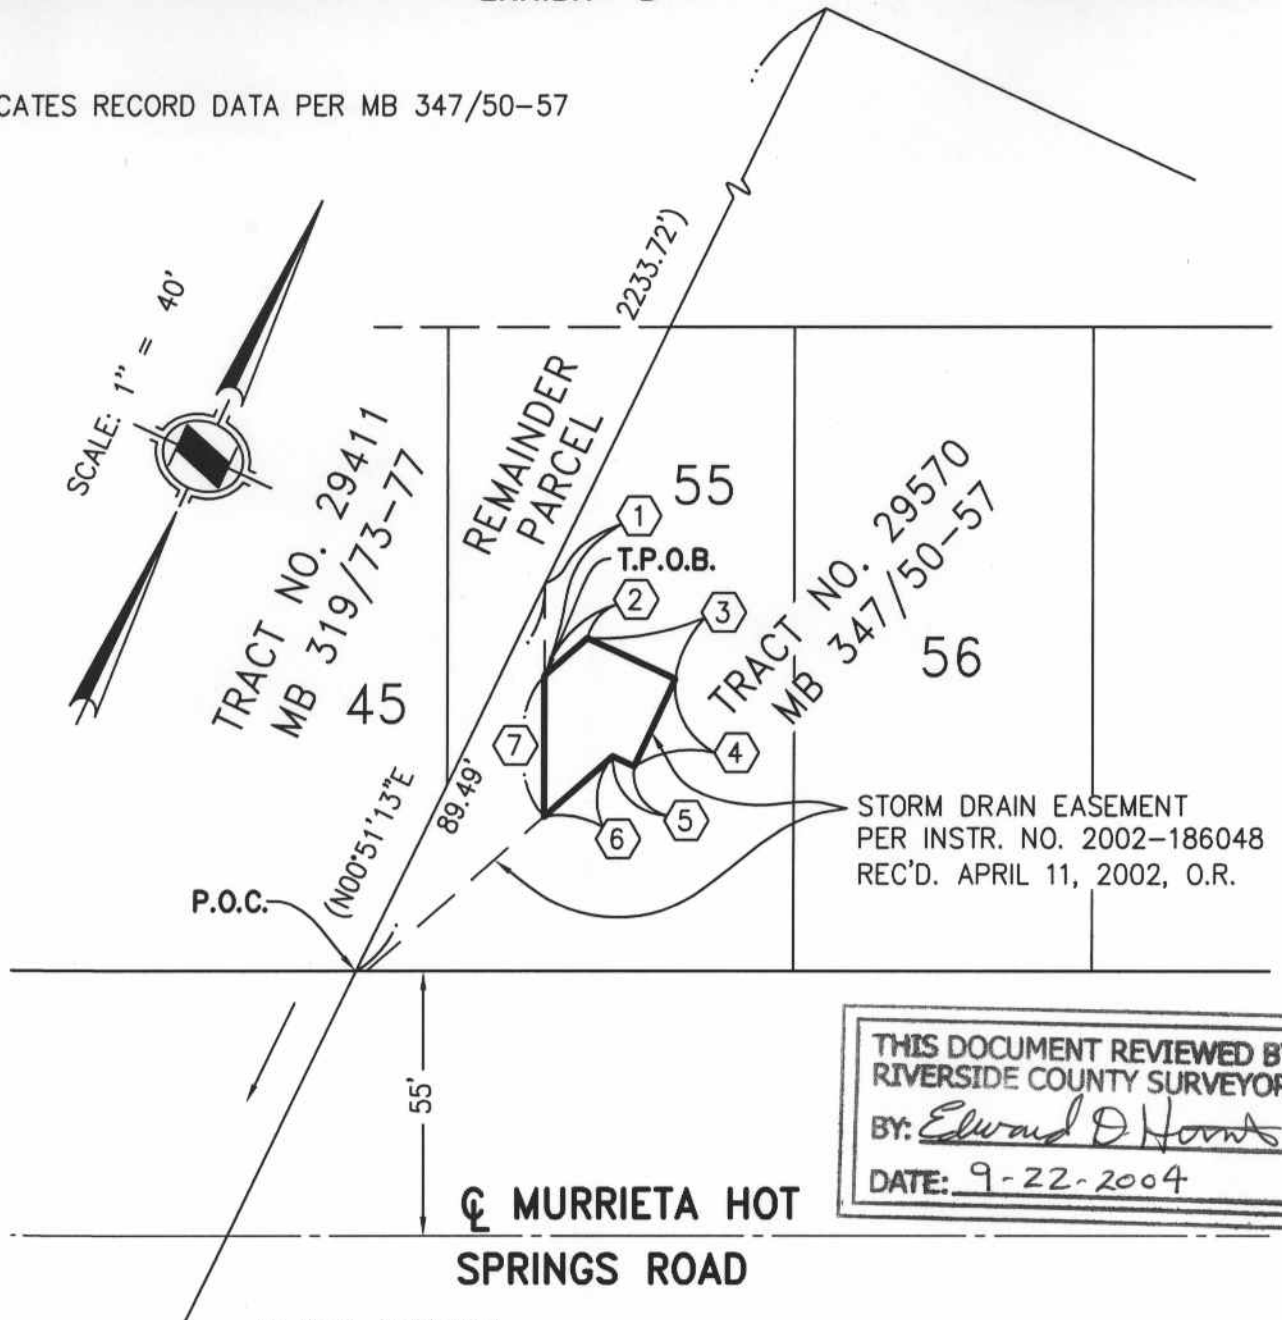 CATES RECORD DATA PER MB 347/50-57
SCALE: 1" = 40'
2233.72')
REMAINDER
PARCEL
TRACT NO. 29411
MB 319/73-77
45
55
1
T.P.O.B.
2
3
TRACT NO. 29570
MB 347/50-57
56
7
4
5
6
89.49'
(N00°51'13"E
P.O.C.
STORM DRAIN EASEMENT
PER INSTR. NO. 2002-186048
REC'D. APRIL 11, 2002, O.R.
55'
℄ MURRIETA HOT
SPRINGS ROAD
THIS DOCUMENT REVIEWED B
RIVERSIDE COUNTY SURVEYOR
BY: Edward D
DATE: 9-22-2004